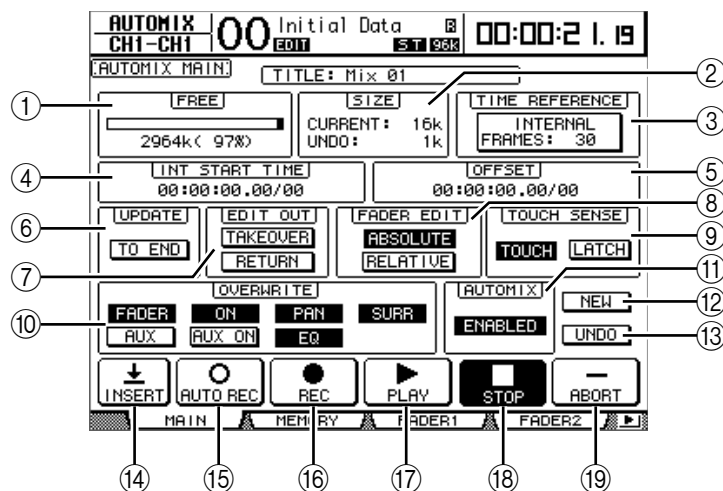 AUTOMIX
CH1-CH1
00 Initial Data R
EDIT ST 96K
00:00:21.19
AUTOMIX MAIN
TITLE: Mix 01
① FREE
2964k( 97%)
② SIZE
CURRENT: 16k
UNDO: 1k
③ TIME REFERENCE
INTERNAL
FRAMES: 30
④ INT START TIME
00:00:00.00/00
⑤ OFFSET
00:00:00.00/00
⑥ UPDATE
TO END
⑦ EDIT OUT
TAKEOVER
RETURN
⑧ FADER EDIT
ABSOLUTE
RELATIVE
⑨ TOUCH SENSE
TOUCH LATCH
⑩ OVERWRITE
FADER ON PAN SURR
AUX AUX ON EQ
⑪ AUTOMIX
ENABLED
NEW ⑫
UNDO ⑬
INSERT AUTO REC REC PLAY STOP ABORT
MAIN MEMORY FADER1 FADER2
⑭ ⑮ ⑯ ⑰ ⑱ ⑲